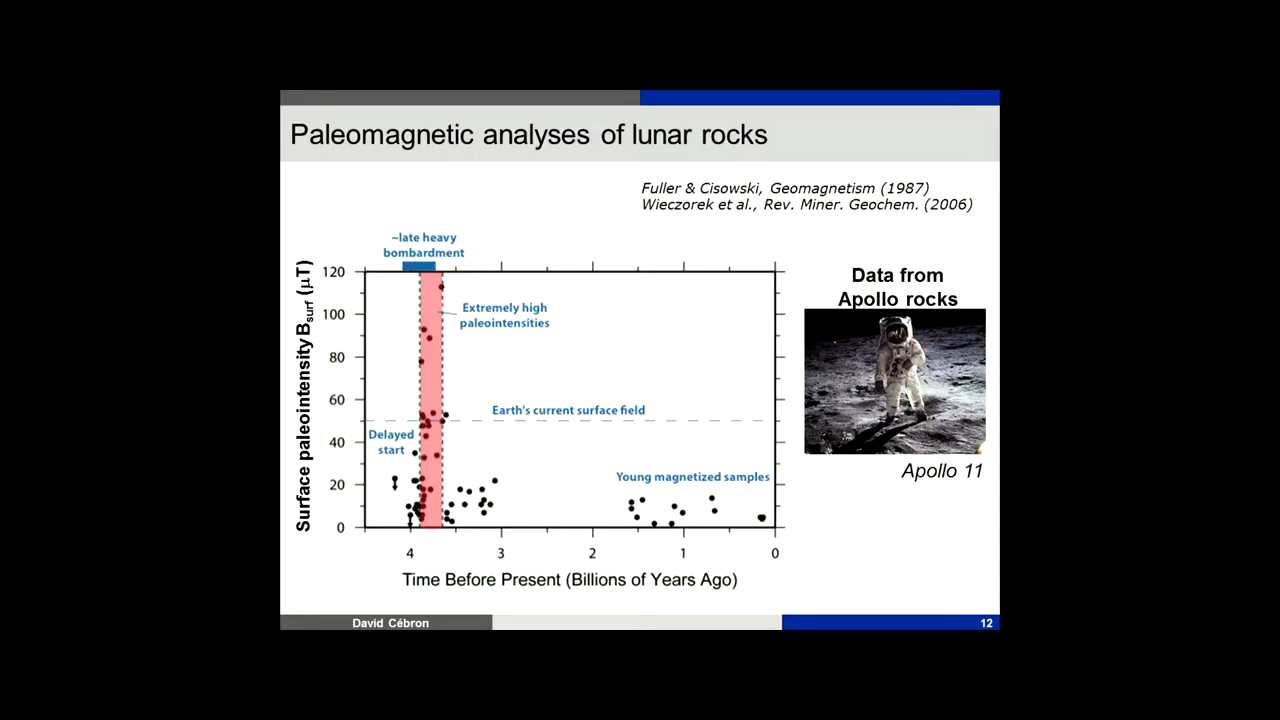 Paleomagnetic analyses of lunar rocks
Fuller & Cisowski, Geomagnetism (1987)
Wieczorek et al., Rev. Miner. Geochem. (2006)
~late heavy
bombardment
Surface paleointensity Bsurf (μT)
120
100
80
60
40
20
0
Extremely high
paleointensities
Earth's current surface field
Delayed
start
Young magnetized samples
4 3 2 1 0
Time Before Present (Billions of Years Ago)
Data from
Apollo rocks
Apollo 11
David Cébron
12